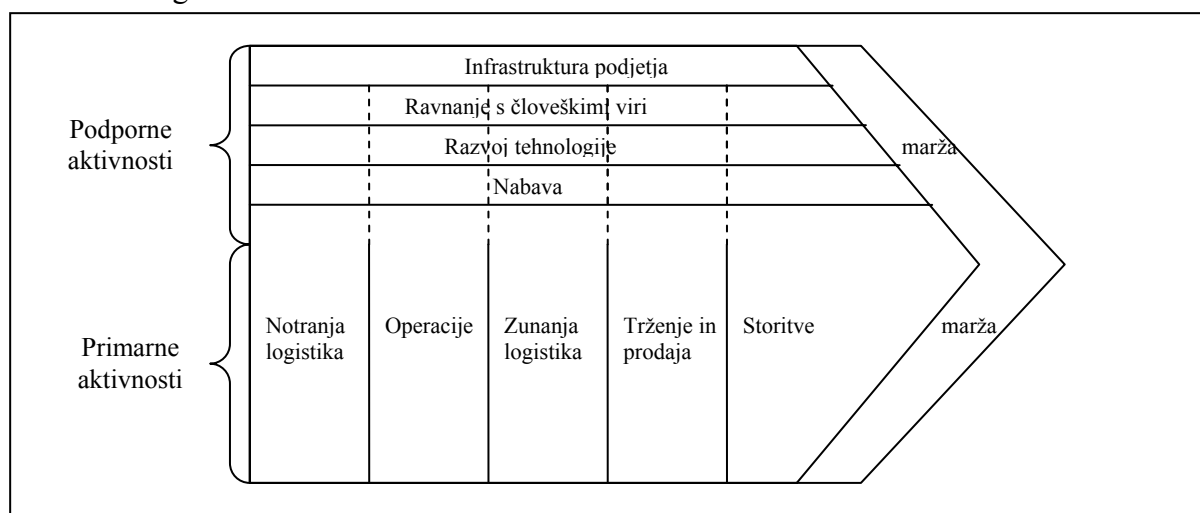 Infrastruktura podjetja
Ravnanje s človeškimi viri
Podporne
aktivnosti
Razvoj tehnologije
marža
Nabava
Primarne
aktivnosti
Notranja
logistika
Operacije
Zunanja
logistika
Trženje in
prodaja
Storitve
marža